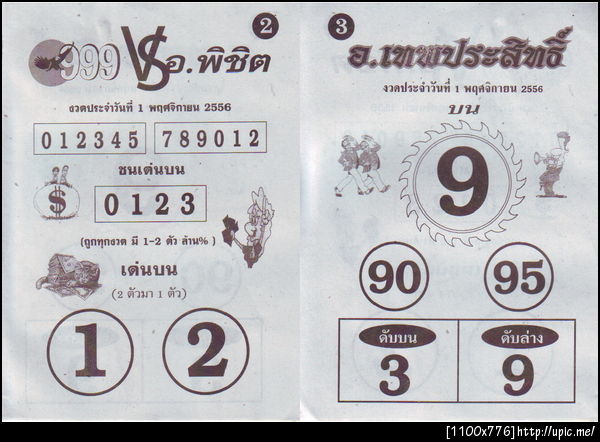 2
999 VS อ.พิชิต
งวดประจำวันที่ 1 พฤศจิกายน 2556
012345 789012
ชนเด่นบน
$ 0123
(ถูกทุกงวด มี 1-2 ตัว ล้าน%)
เด่นบน
(2 ตัวมา 1 ตัว)
1 2
3
อ.เทพประสิทธิ์
งวดประจำวันที่ 1 พฤศจิกายน 2556
บน
9
90 95
ดับบน ดับล่าง
3 9
[1100x776]http://upic.me/